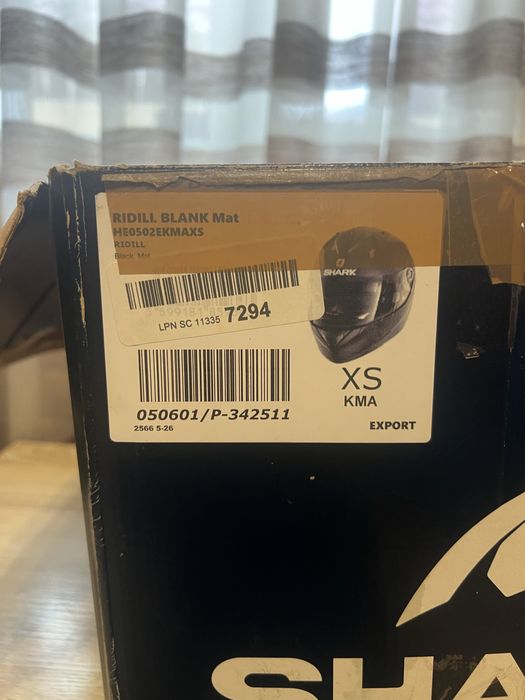 RIDILL BLANK Mat
HE0502EKMAXS
RIDILL
Black Mat
SHARK
LPN SC 11335 7294
XS
KMA
050601/P-342511
2566 5-26
EXPORT
SHA